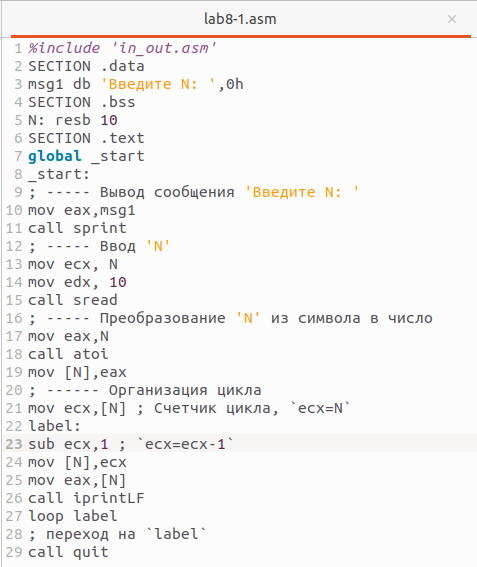 lab8-1.asm ×
1 %include 'in_out.asm'
2 SECTION .data
3 msg1 db 'Введите N: ',0h
4 SECTION .bss
5 N: resb 10
6 SECTION .text
7 global _start
8 _start:
9 ; ----- Вывод сообщения 'Введите N: '
10 mov eax,msg1
11 call sprint
12 ; ----- Ввод 'N'
13 mov ecx, N
14 mov edx, 10
15 call sread
16 ; ----- Преобразование 'N' из символа в число
17 mov eax,N
18 call atoi
19 mov [N],eax
20 ; ------ Организация цикла
21 mov ecx,[N] ; Счетчик цикла, `ecx=N`
22 label:
23 sub ecx,1 ; `ecx=ecx-1`
24 mov [N],ecx
25 mov eax,[N]
26 call iprintLF
27 loop label
28 ; переход на `label`
29 call quit